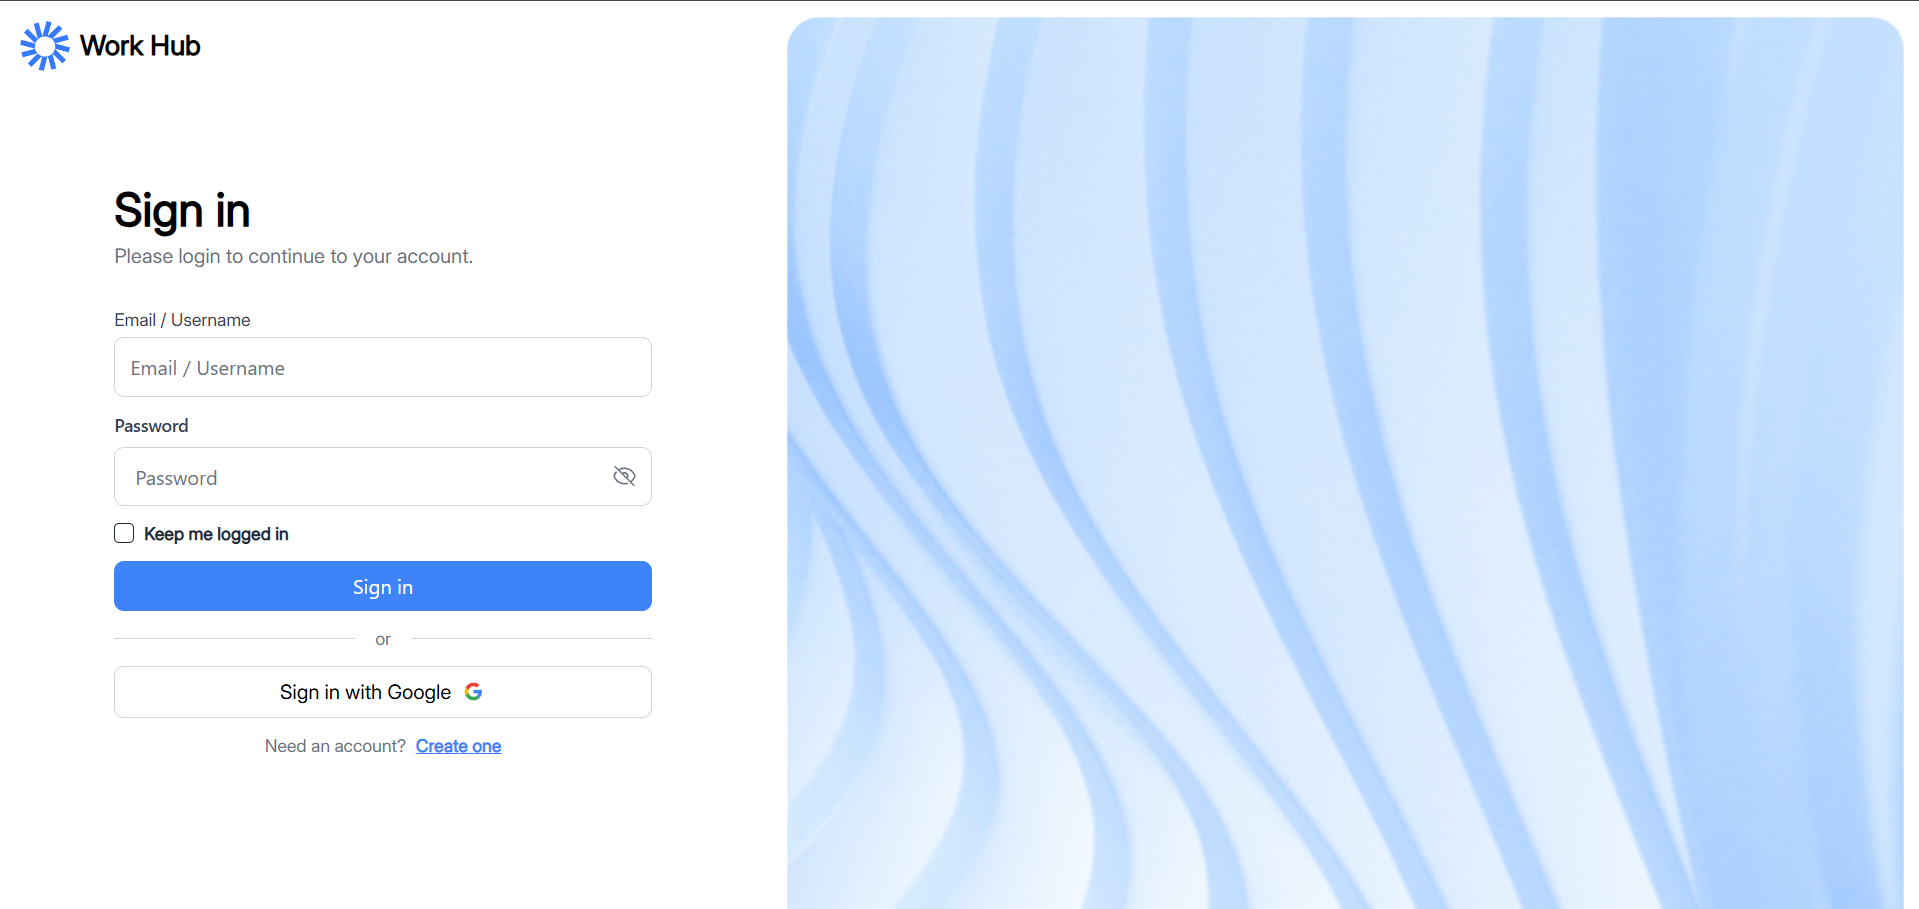 Work Hub
Sign in
Please login to continue to your account.
Email / Username
Email / Username
Password
Password
Keep me logged in
Sign in
or
Sign in with Google
Need an account? Create one